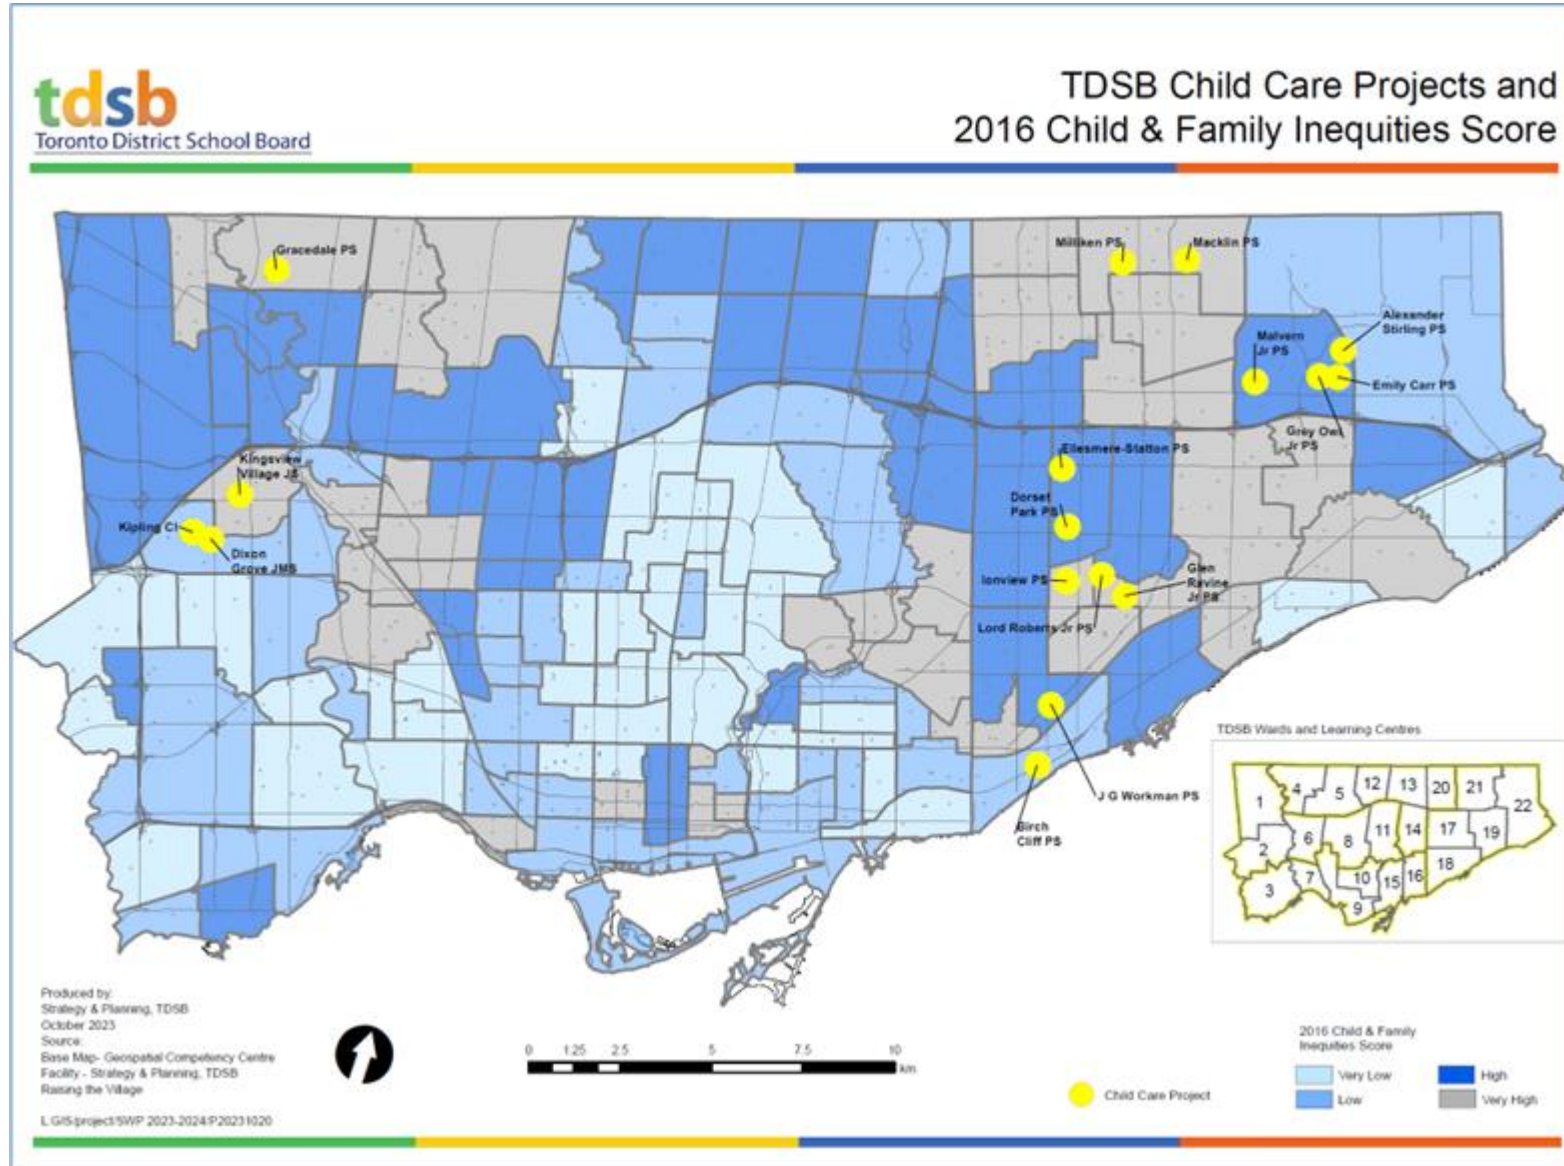 tdsb
Toronto District School Board
TDSB Child Care Projects and
2016 Child & Family Inequities Score
Gracedale PS
Milliken PS
Macklin PS
Alexander
Stirling PS
Malvern
Jr PS
Emily Carr PS
Grey Owl
Jr PS
Ellesmere-Statton PS
Kingsview
Village JS
Dorset
Park PS
Kipling CI
Dixon
Grove JMS
Ionview PS
Glen
Ravine
Jr PS
Lord Roberts Jr PS
J G Workman PS
Birch
Cliff PS
TDSB Wards and Learning Centres
1
4
5
12
13
20
21
22
2
6
8
11
14
17
19
3
7
10
15
16
18
9
Produced by:
Strategy & Planning, TDSB
October 2023
Source:
Base Map- Geospatial Competency Centre
Facility - Strategy & Planning, TDSB
Raising the Village
L:GIS/project/SWP 2023-2024/P20231020
0 1.25 2.5 5 7.5 10
km
Child Care Project
2016 Child & Family
Inequities Score
Very Low
High
Low
Very High